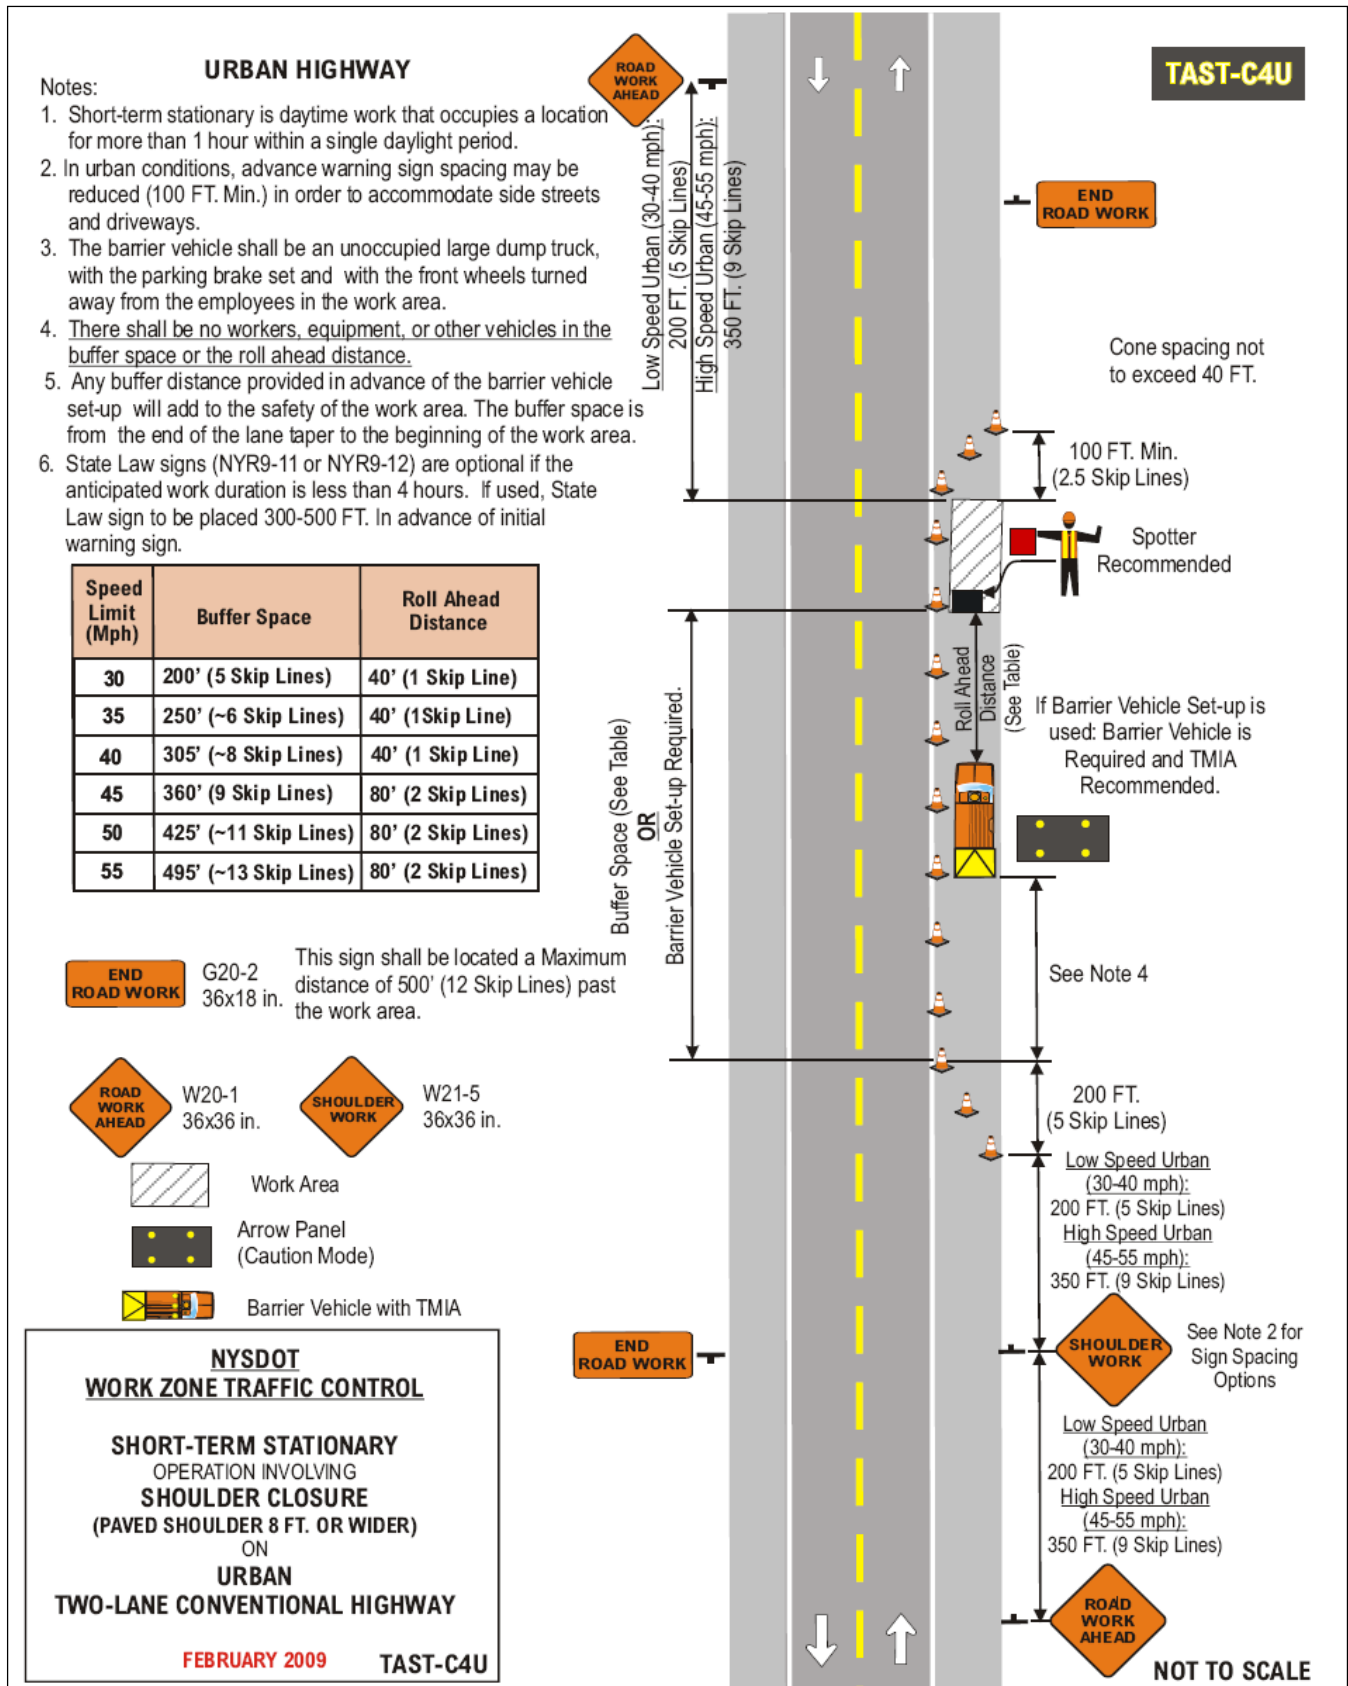 URBAN HIGHWAY
Notes:
1. Short-term stationary is daytime work that occupies a location
for more than 1 hour within a single daylight period.
2. In urban conditions, advance warning sign spacing may be
reduced (100 FT. Min.) in order to accommodate side streets
and driveways.
3. The barrier vehicle shall be an unoccupied large dump truck,
with the parking brake set and with the front wheels turned
away from the employees in the work area.
4. There shall be no workers, equipment, or other vehicles in the
buffer space or the roll ahead distance.
5. Any buffer distance provided in advance of the barrier vehicle
set-up will add to the safety of the work area. The buffer space is
from the end of the lane taper to the beginning of the work area.
6. State Law signs (NYR9-11 or NYR9-12) are optional if the
anticipated work duration is less than 4 hours. If used, State
Law sign to be placed 300-500 FT. In advance of initial
warning sign.
Speed
Limit
(Mph)
Buffer Space
Roll Ahead
Distance
30 200' (5 Skip Lines) 40' (1 Skip Line)
35 250' (~6 Skip Lines) 40' (1Skip Line)
40 305' (~8 Skip Lines) 40' (1 Skip Line)
45 360' (9 Skip Lines) 80' (2 Skip Lines)
50 425' (~11 Skip Lines) 80' (2 Skip Lines)
55 495' (~13 Skip Lines) 80' (2 Skip Lines)
END
ROAD WORK
G20-2
36x18 in.
This sign shall be located a Maximum
distance of 500' (12 Skip Lines) past
the work area.
ROAD
WORK
AHEAD
W20-1
36x36 in.
SHOULDER
WORK
W21-5
36x36 in.
Work Area
Arrow Panel
(Caution Mode)
Barrier Vehicle with TMIA
NYSDOT
WORK ZONE TRAFFIC CONTROL
SHORT-TERM STATIONARY
OPERATION INVOLVING
SHOULDER CLOSURE
(PAVED SHOULDER 8 FT. OR WIDER)
ON
URBAN
TWO-LANE CONVENTIONAL HIGHWAY
FEBRUARY 2009
TAST-C4U
ROAD
WORK
AHEAD
Low Speed Urban (30-40 mph):
200 FT. (5 Skip Lines)
High Speed Urban (45-55 mph):
350 FT. (9 Skip Lines)
Buffer Space (See Table)
OR
Barrier Vehicle Set-up Required.
END
ROAD WORK
TAST-C4U
END
ROAD WORK
Cone spacing not
to exceed 40 FT.
100 FT. Min.
(2.5 Skip Lines)
Spotter
Recommended
Roll Ahead
Distance
(See Table)
If Barrier Vehicle Set-up is
used: Barrier Vehicle is
Required and TMIA
Recommended.
See Note 4
200 FT.
(5 Skip Lines)
Low Speed Urban
(30-40 mph):
200 FT. (5 Skip Lines)
High Speed Urban
(45-55 mph):
350 FT. (9 Skip Lines)
SHOULDER
WORK
See Note 2 for
Sign Spacing
Options
Low Speed Urban
(30-40 mph):
200 FT. (5 Skip Lines)
High Speed Urban
(45-55 mph):
350 FT. (9 Skip Lines)
ROAD
WORK
AHEAD
NOT TO SCALE